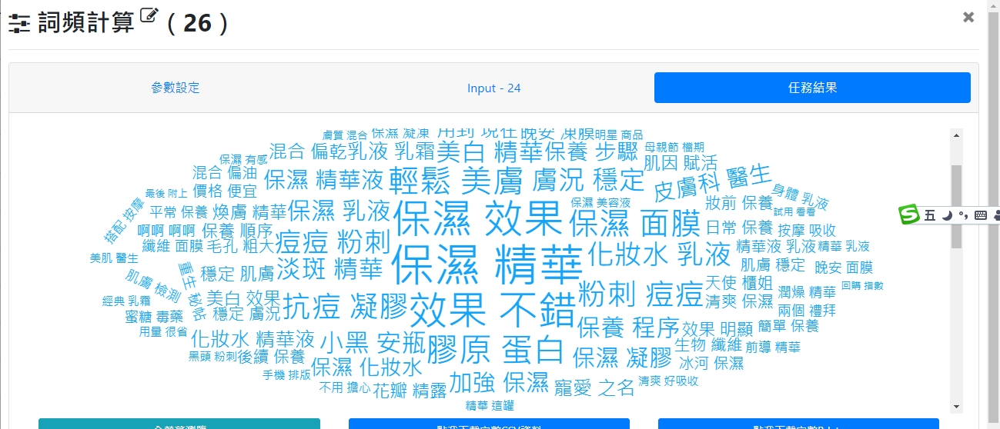 詞頻計算 ( 26 )
參數設定
Input - 24
任務結果
膚質 混合
保濕 凝凍
用到 現在
晚安 凍膜
明星 商品
混合 偏乾
乳液 乳霜
美白 精華
保養 步驟
母親節 檔期
保濕 有感
混合 偏油
保濕 精華液
輕鬆 美膚
膚況 穩定
肌因 賦活
皮膚科 醫生
最後 附上
價格 便宜
身體 乳液
搭配 按摩
平常 保養
煥膚 精華
保濕 乳液
保濕 效果
保濕 美容液
保濕 面膜
妝前 保養
試用 看看
啊啊 啊啊
保養 順序
日常 保養
按摩 吸收
纖維 面膜
毛孔 粗大
痘痘 粉刺
保濕 精華
化妝水 乳液
精華液 乳液
精華 乳液
美肌 醫生
重生 秘帖
穩定 肌膚
淡斑 精華
肌膚 穩定
晚安 面膜
肌膚 檢測
天使 櫃姐
回購 指數
經典 乳霜
美白 效果
抗痘 凝膠
效果 不錯
粉刺 痘痘
清爽 保濕
潤燥 精華
蜜糖 毒藥
穩定 膚況
兩個 禮拜
用量 很省
化妝水 精華液
小黑 安瓶
膠原 蛋白
保養 程序
效果 明顯
簡單 保養
生物 纖維
前導 精華
黑頭 粉刺
後續 保養
保濕 化妝水
保濕 凝膠
冰河 保濕
手機 排版
不用 擔心
花瓣 精露
加強 保濕
寵愛 之名
清爽 好吸收
精華 這罐
五